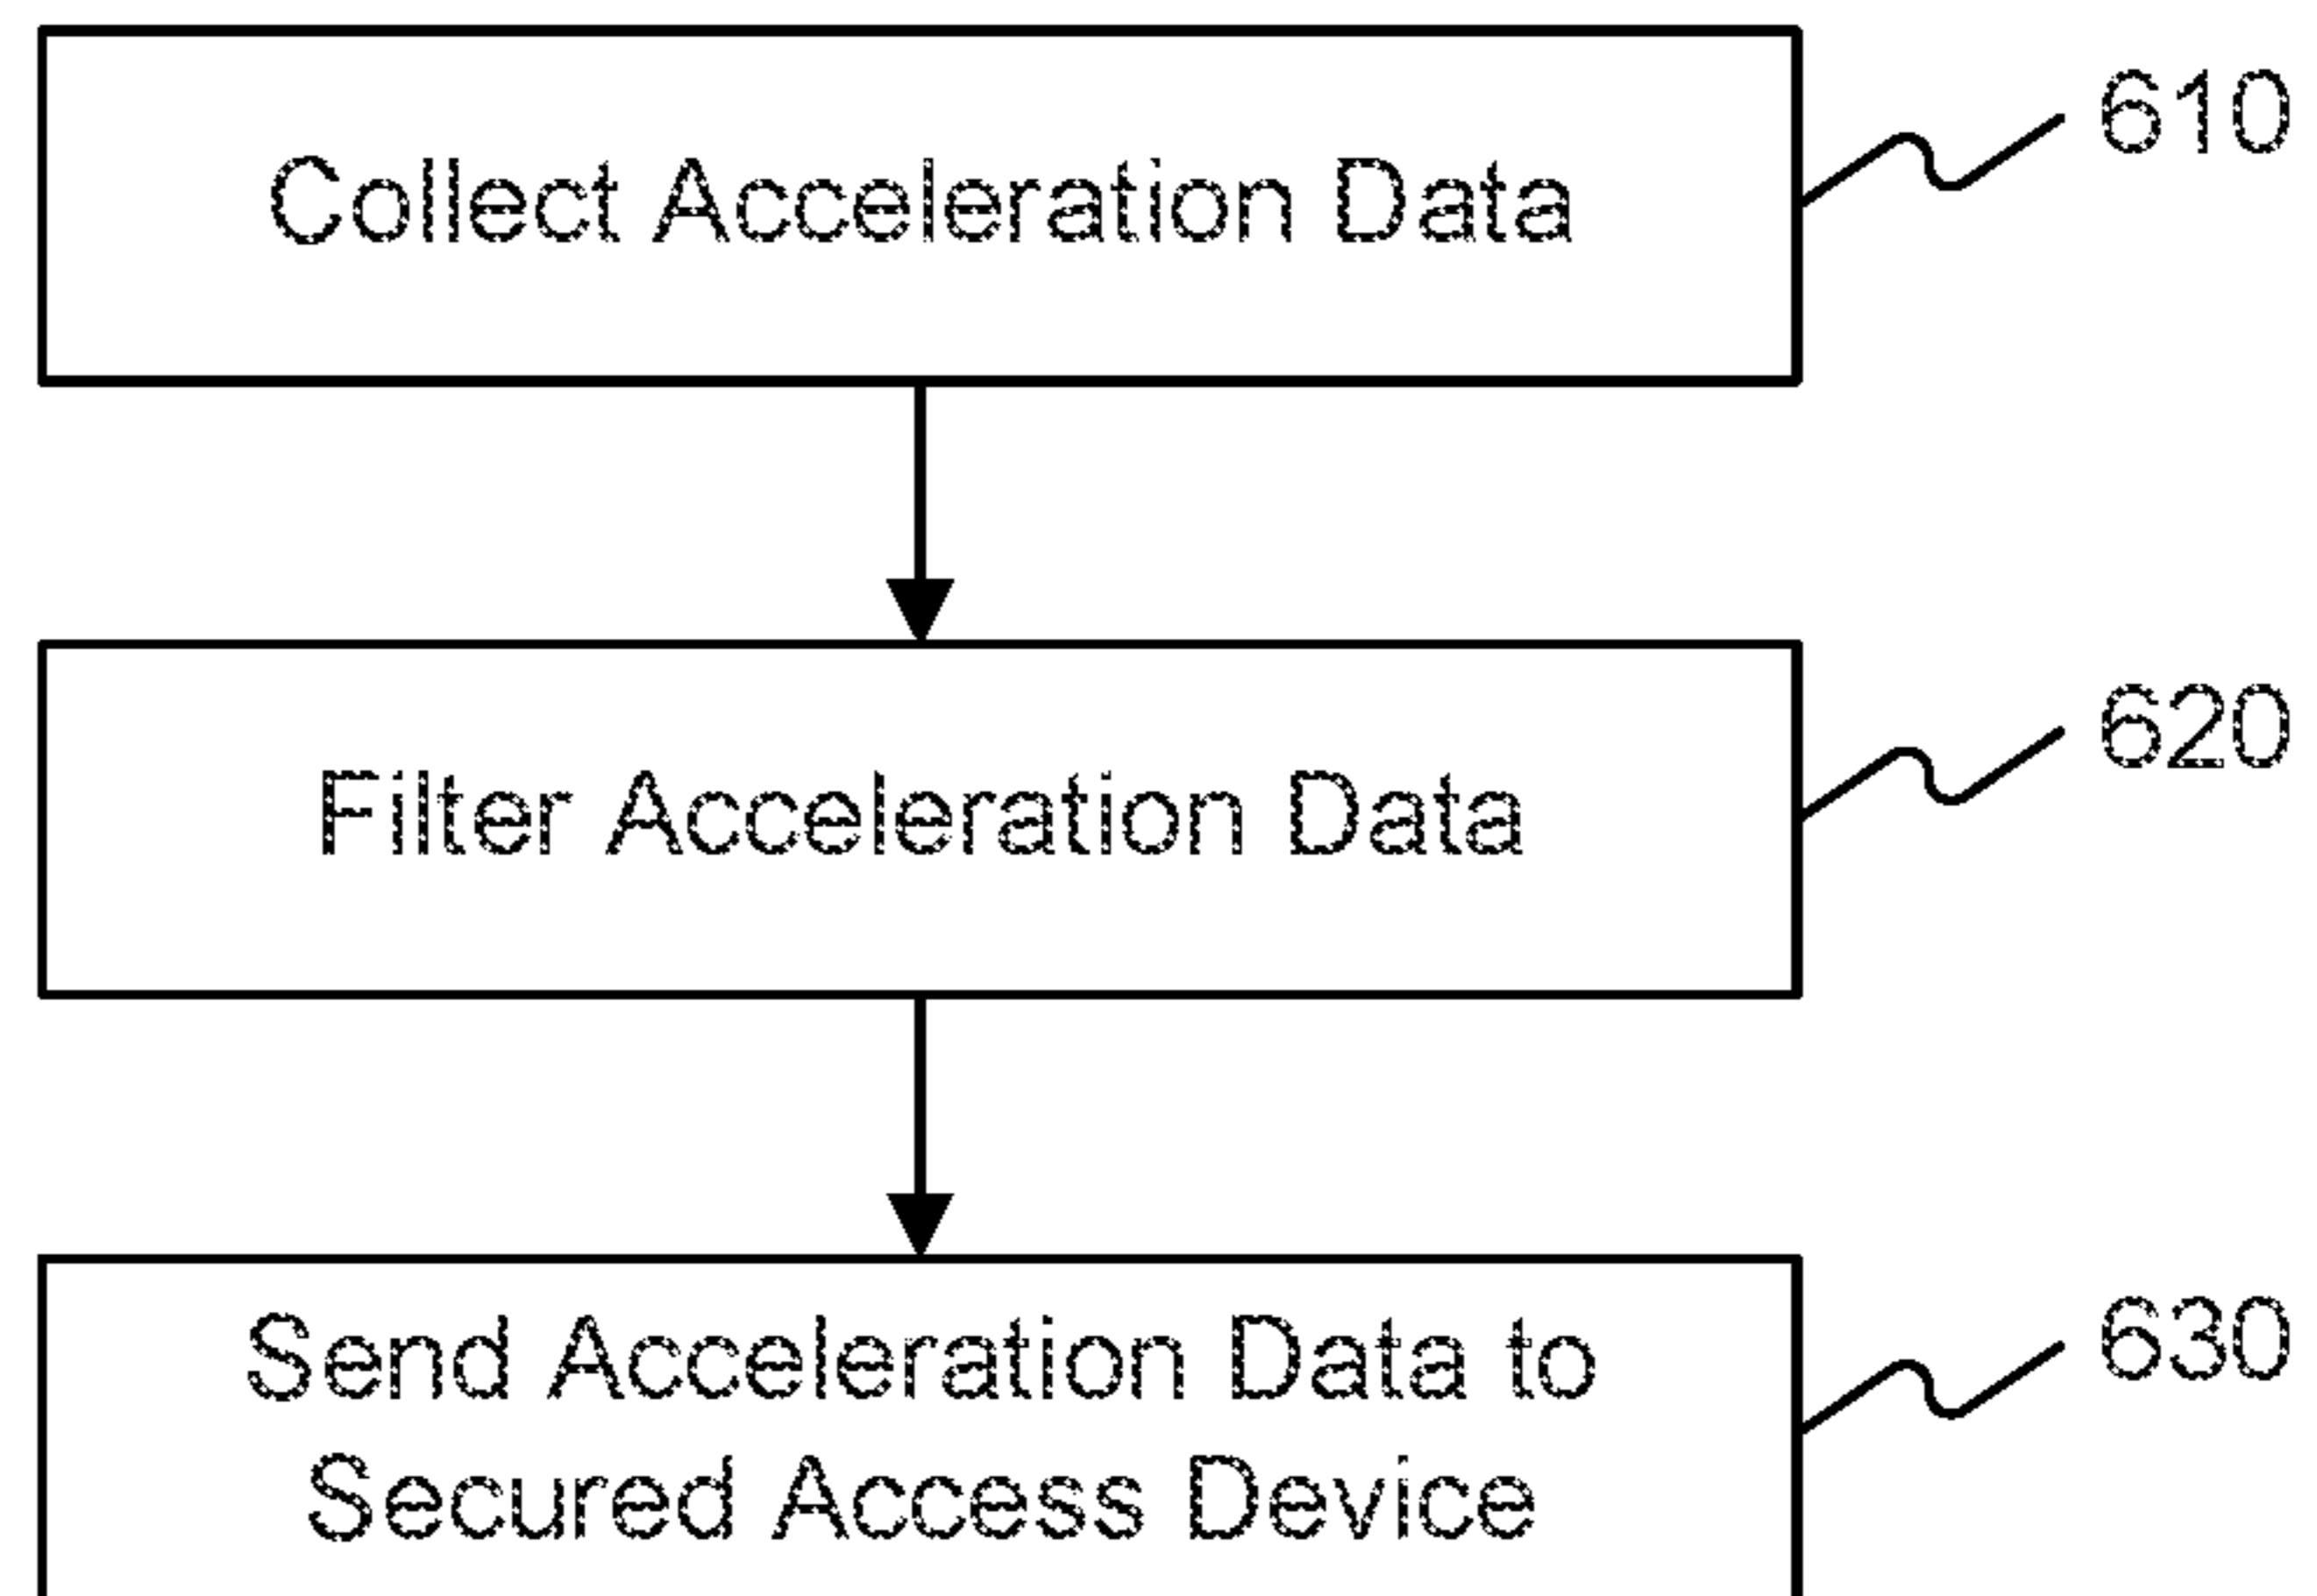 Collect Acceleration Data
610
Filter Acceleration Data
620
Send Acceleration Data to
Secured Access Device
630